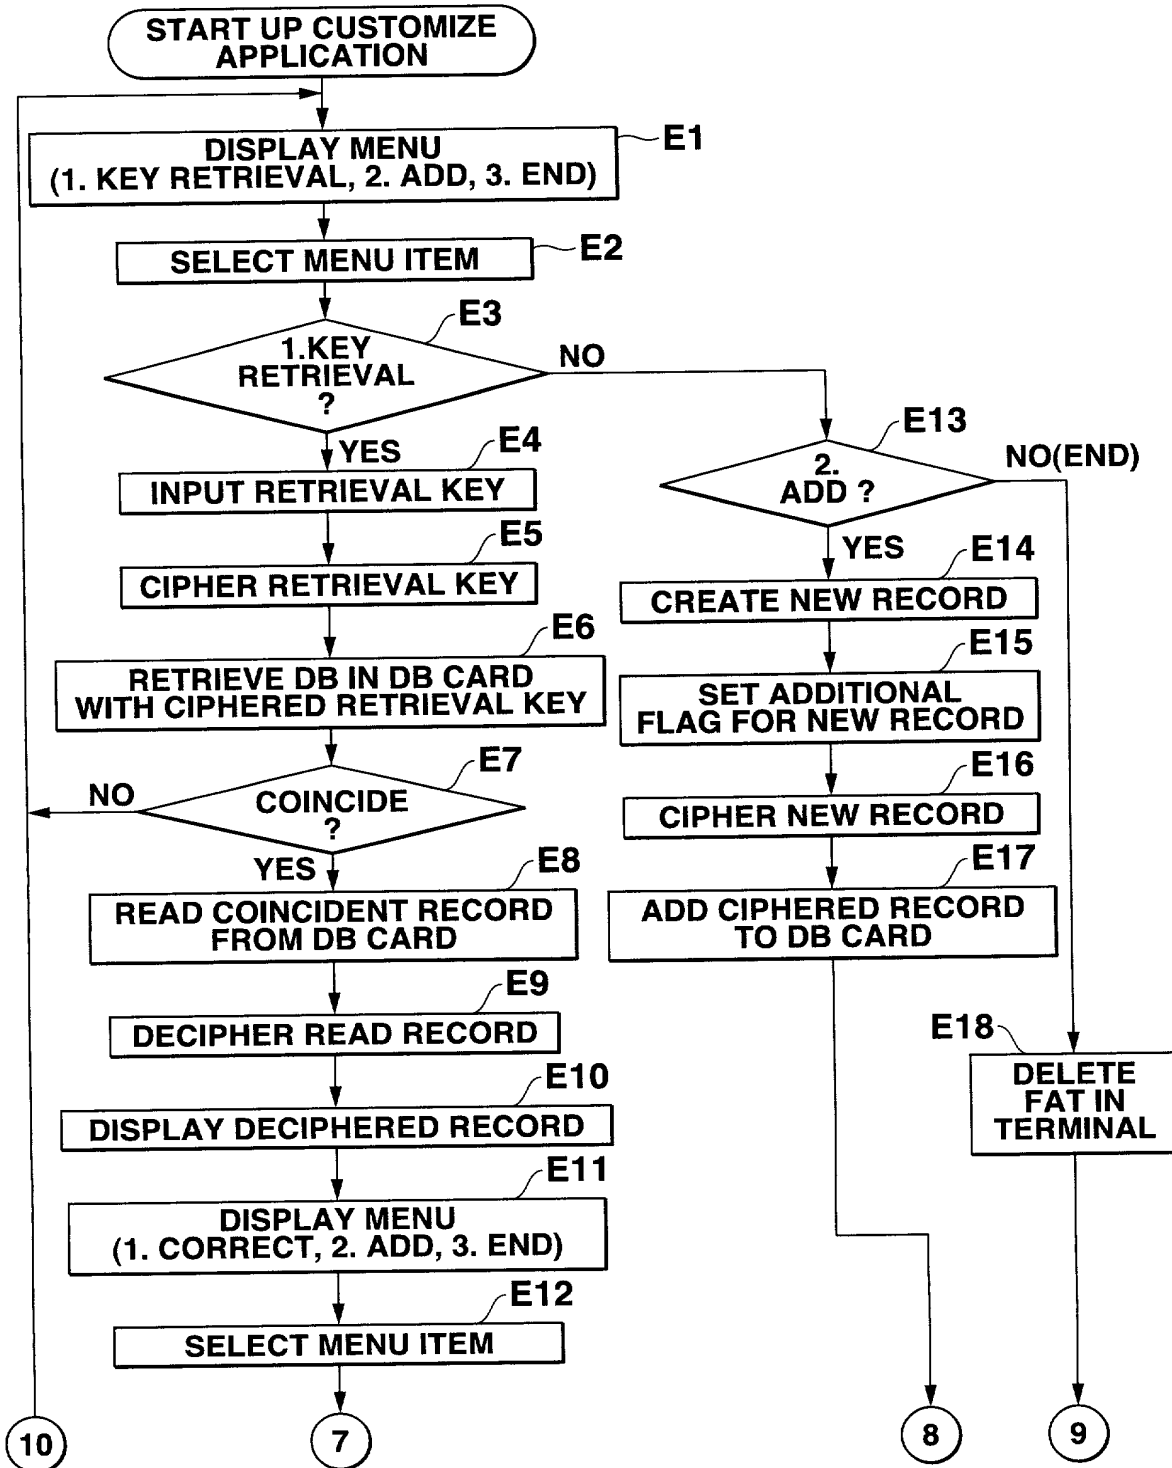 START UP CUSTOMIZE
APPLICATION
E1
DISPLAY MENU
(1. KEY RETRIEVAL, 2. ADD, 3. END)
E2
SELECT MENU ITEM
E3
1.KEY
RETRIEVAL
?
NO
YES
E4
INPUT RETRIEVAL KEY
E5
CIPHER RETRIEVAL KEY
E6
RETRIEVE DB IN DB CARD
WITH CIPHERED RETRIEVAL KEY
E7
COINCIDE
?
NO
YES
E8
READ COINCIDENT RECORD
FROM DB CARD
E9
DECIPHER READ RECORD
E10
DISPLAY DECIPHERED RECORD
E11
DISPLAY MENU
(1. CORRECT, 2. ADD, 3. END)
E12
SELECT MENU ITEM
E13
2.
ADD ?
NO(END)
YES
E14
CREATE NEW RECORD
E15
SET ADDITIONAL
FLAG FOR NEW RECORD
E16
CIPHER NEW RECORD
E17
ADD CIPHERED RECORD
TO DB CARD
E18
DELETE
FAT IN
TERMINAL
10
7
8
9